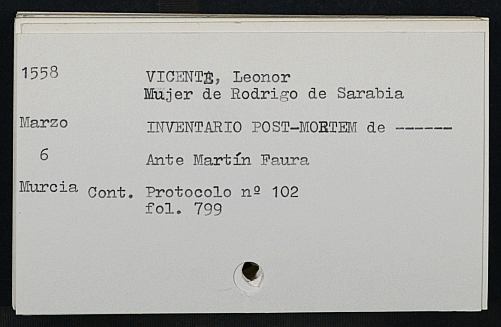 1558 VICENTE, Leonor
Mujer de Rodrigo de Sarabia
Marzo INVENTARIO POST-MORTEM de ------
6 Ante Martín Faura
Murcia Cont. Protocolo nº 102
fol. 799